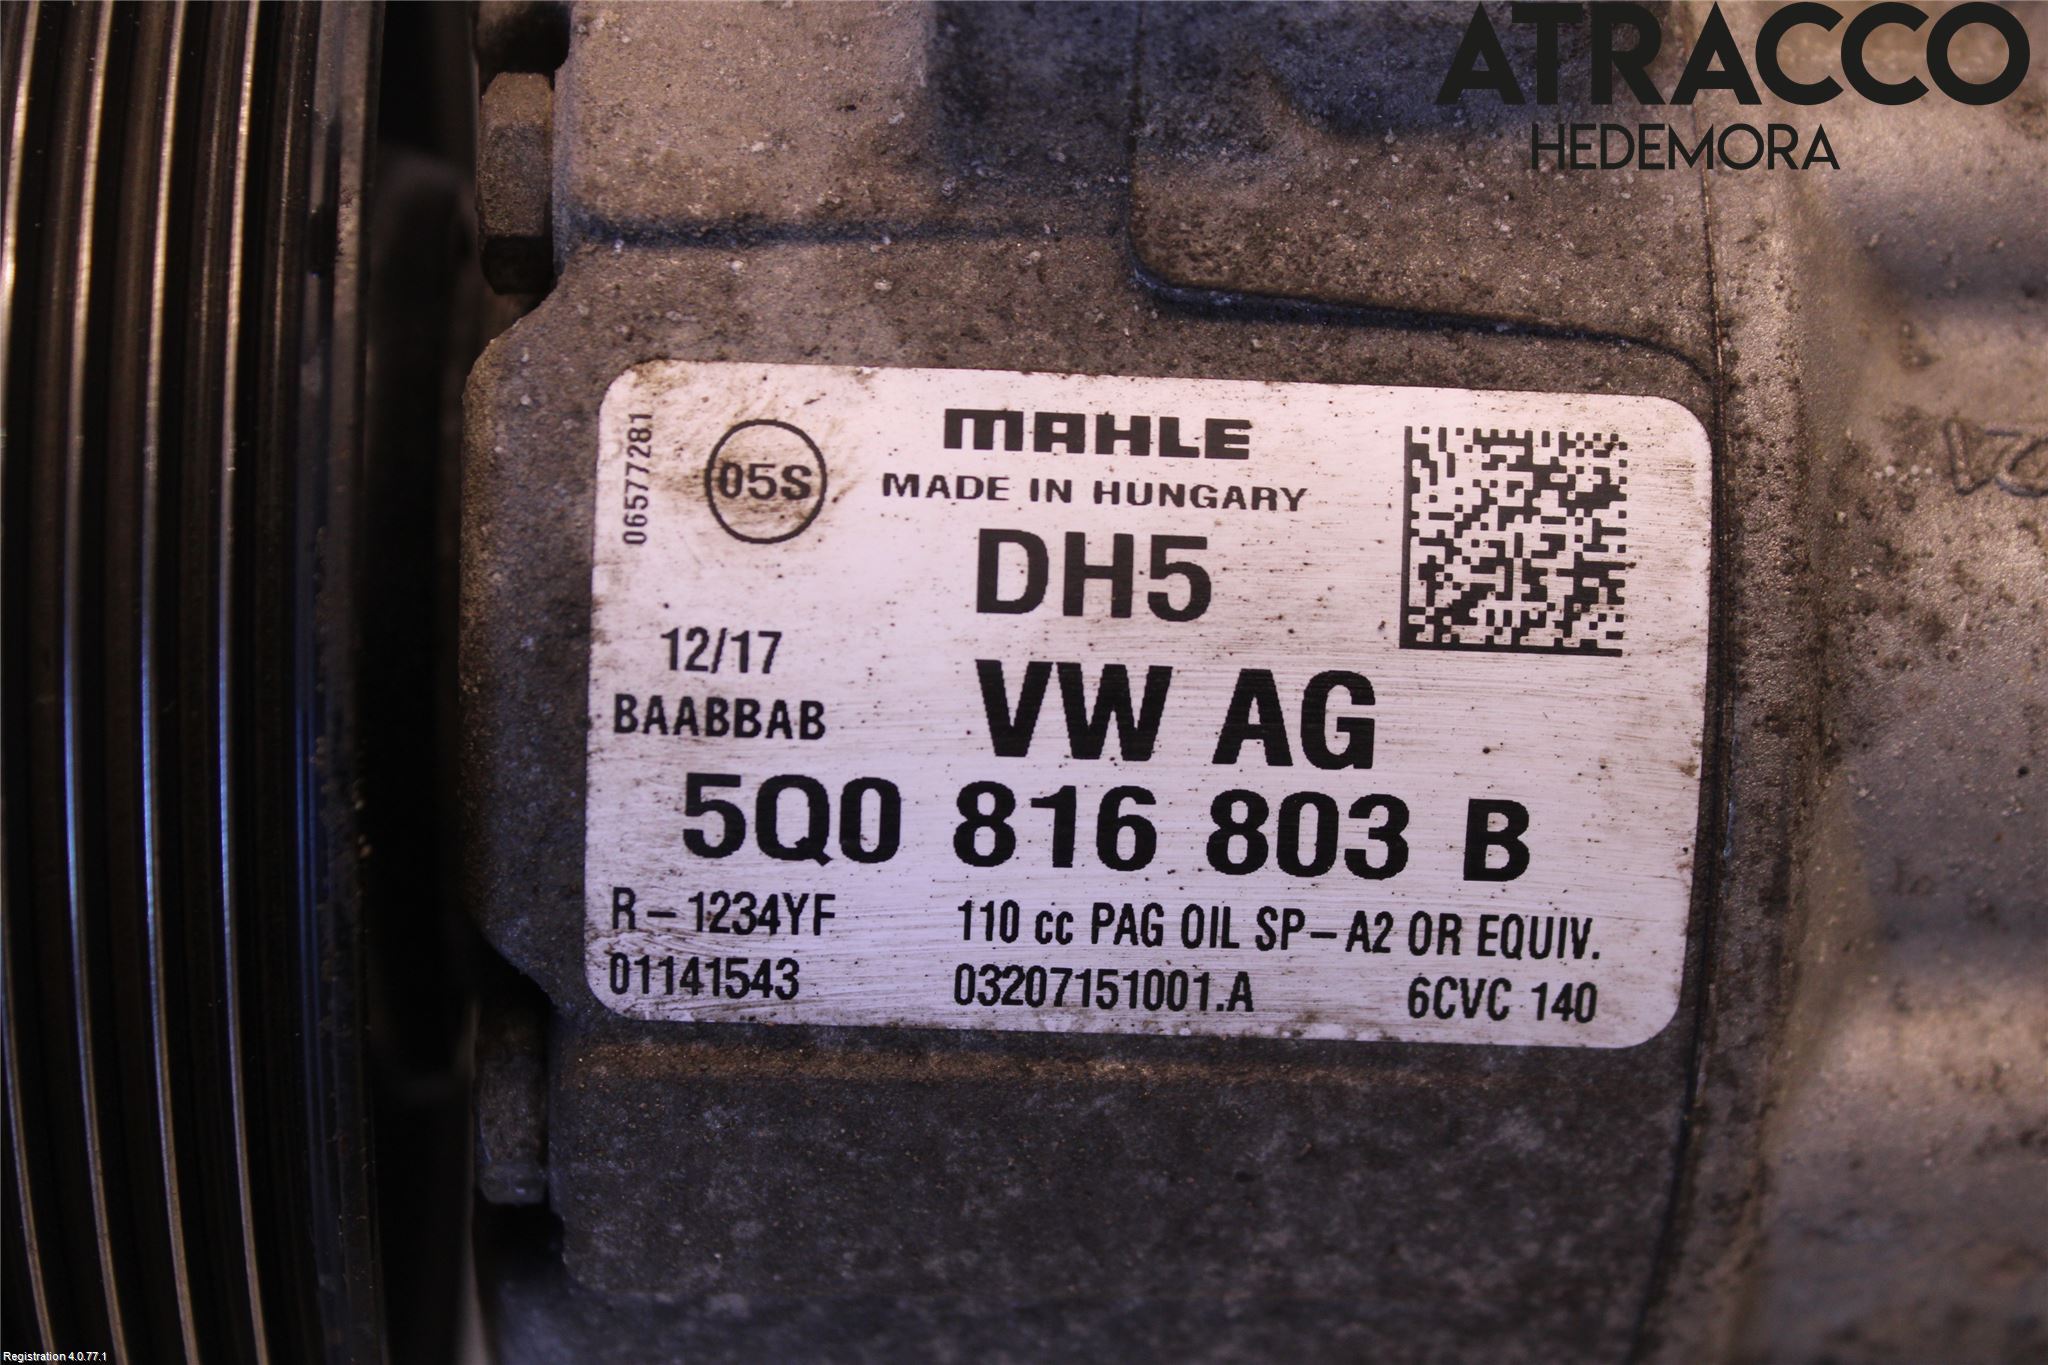 ATRACCO
HEDEMORA
06577281
05S
MAHLE
MADE IN HUNGARY
DH5
12/17
BAABBAB
VW AG
5Q0 816 803 B
R-1234YF
110 cc PAG OIL SP-A2 OR EQUIV.
01141543
03207151001.A
6CVC 140
Registration 4.0.77.1